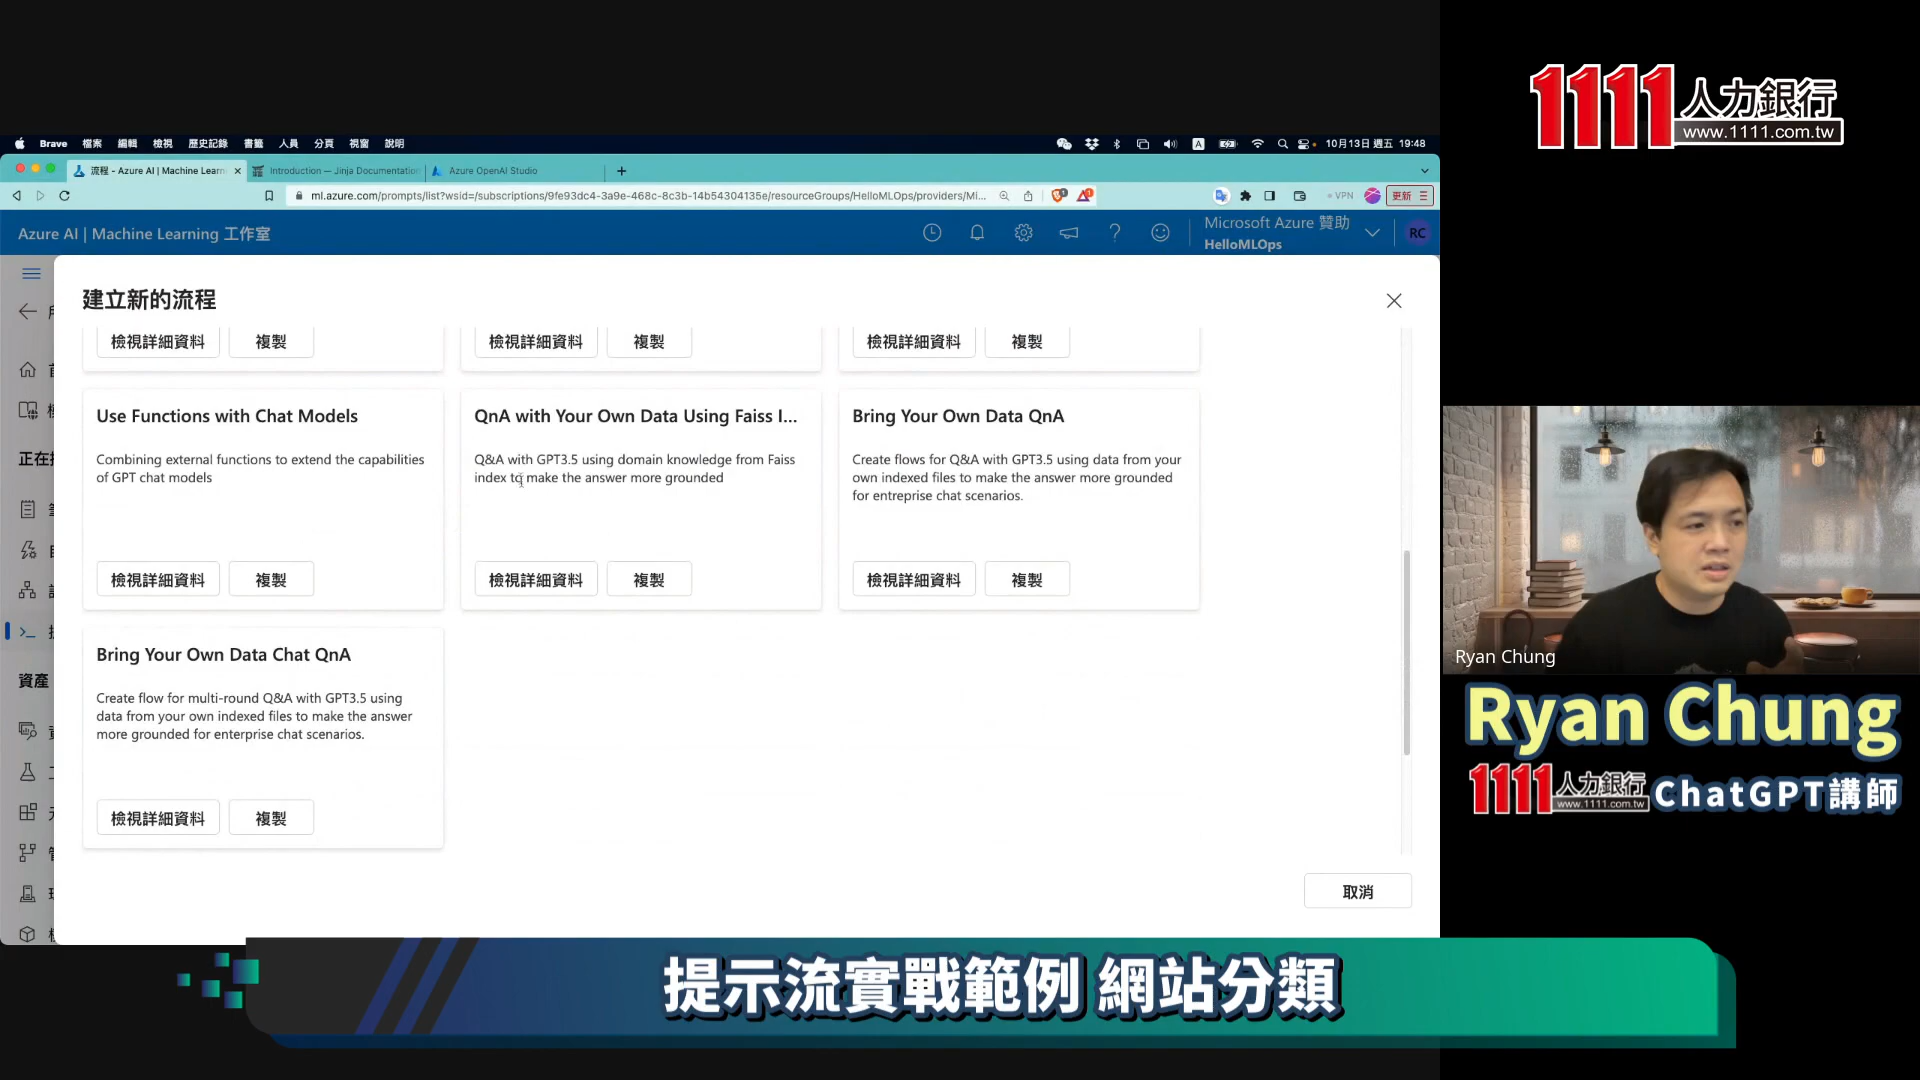 1111人力銀行
www.1111.com.tw
Brave 檔案 編輯 檢視 歷史記錄 書籤 人員 分頁 視窗 說明
10月13日 週五 19:48
流程 - Azure AI | Machine Learn
Introduction — Jinja Documentation
Azure OpenAI Studio
ml.azure.com/prompts/list?wsid=/subscriptions/9fe93dc4-3a9e-468c-8c3b-14b54304135e/resourceGroups/HelloMLOps/providers/Mi...
VPN
更新
Azure AI | Machine Learning 工作室
Microsoft Azure 贊助
HelloMLOps
RC
正在
資產
建立新的流程
檢視詳細資料 複製
檢視詳細資料 複製
檢視詳細資料 複製
Use Functions with Chat Models
Combining external functions to extend the capabilities
of GPT chat models
檢視詳細資料 複製
QnA with Your Own Data Using Faiss I...
Q&A with GPT3.5 using domain knowledge from Faiss
index to make the answer more grounded
檢視詳細資料 複製
Bring Your Own Data QnA
Create flows for Q&A with GPT3.5 using data from your
own indexed files to make the answer more grounded
for entreprise chat scenarios.
檢視詳細資料 複製
Bring Your Own Data Chat QnA
Create flow for multi-round Q&A with GPT3.5 using
data from your own indexed files to make the answer
more grounded for enterprise chat scenarios.
檢視詳細資料 複製
取消
Ryan Chung
Ryan Chung
1111人力銀行 ChatGPT講師
www.1111.com.tw
提示流實戰範例 網站分類